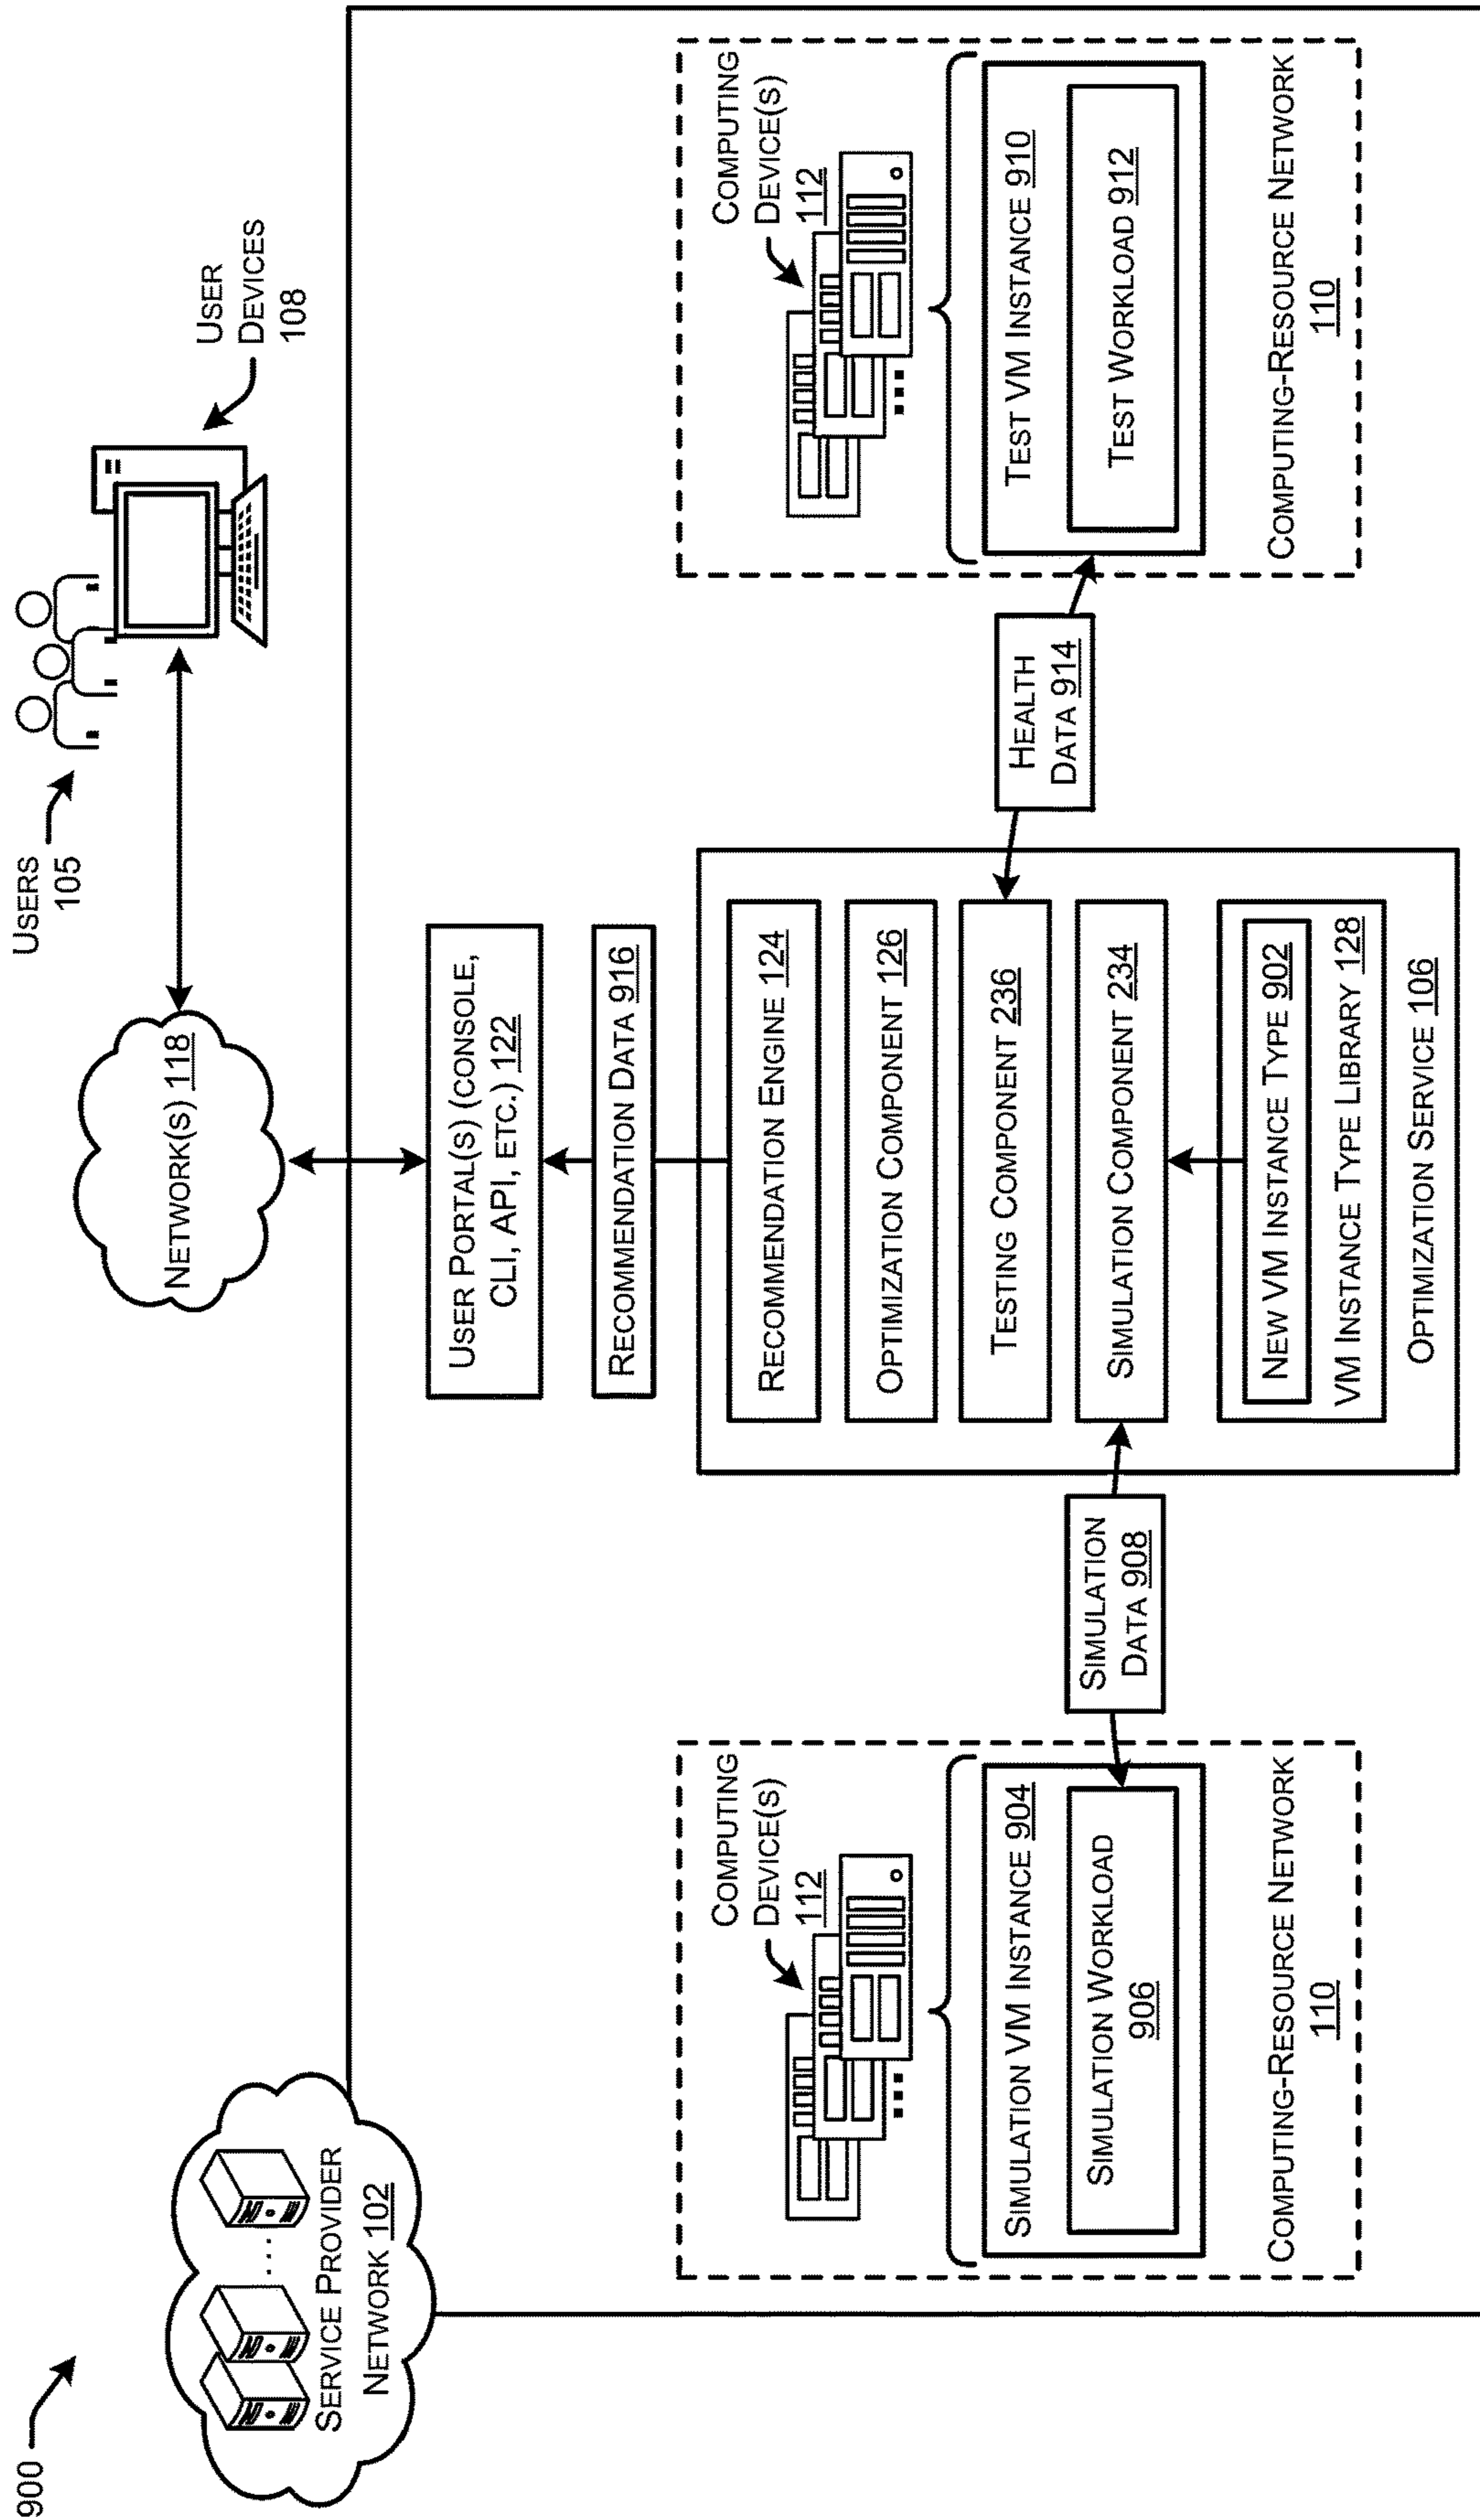 900
SERVICE PROVIDER
NETWORK 102
NETWORK(S) 118
USERS
105
USER
DEVICES
108
USER PORTAL(S) (CONSOLE,
CLI, API, ETC.) 122
RECOMMENDATION DATA 916
COMPUTING
DEVICE(S)
112
SIMULATION VM INSTANCE 904
SIMULATION WORKLOAD
906
COMPUTING-RESOURCE NETWORK
110
SIMULATION
DATA 908
RECOMMENDATION ENGINE 124
OPTIMIZATION COMPONENT 126
TESTING COMPONENT 236
SIMULATION COMPONENT 234
NEW VM INSTANCE TYPE 902
VM INSTANCE TYPE LIBRARY 128
OPTIMIZATION SERVICE 106
HEALTH
DATA 914
COMPUTING
DEVICE(S)
112
TEST VM INSTANCE 910
TEST WORKLOAD 912
COMPUTING-RESOURCE NETWORK
110